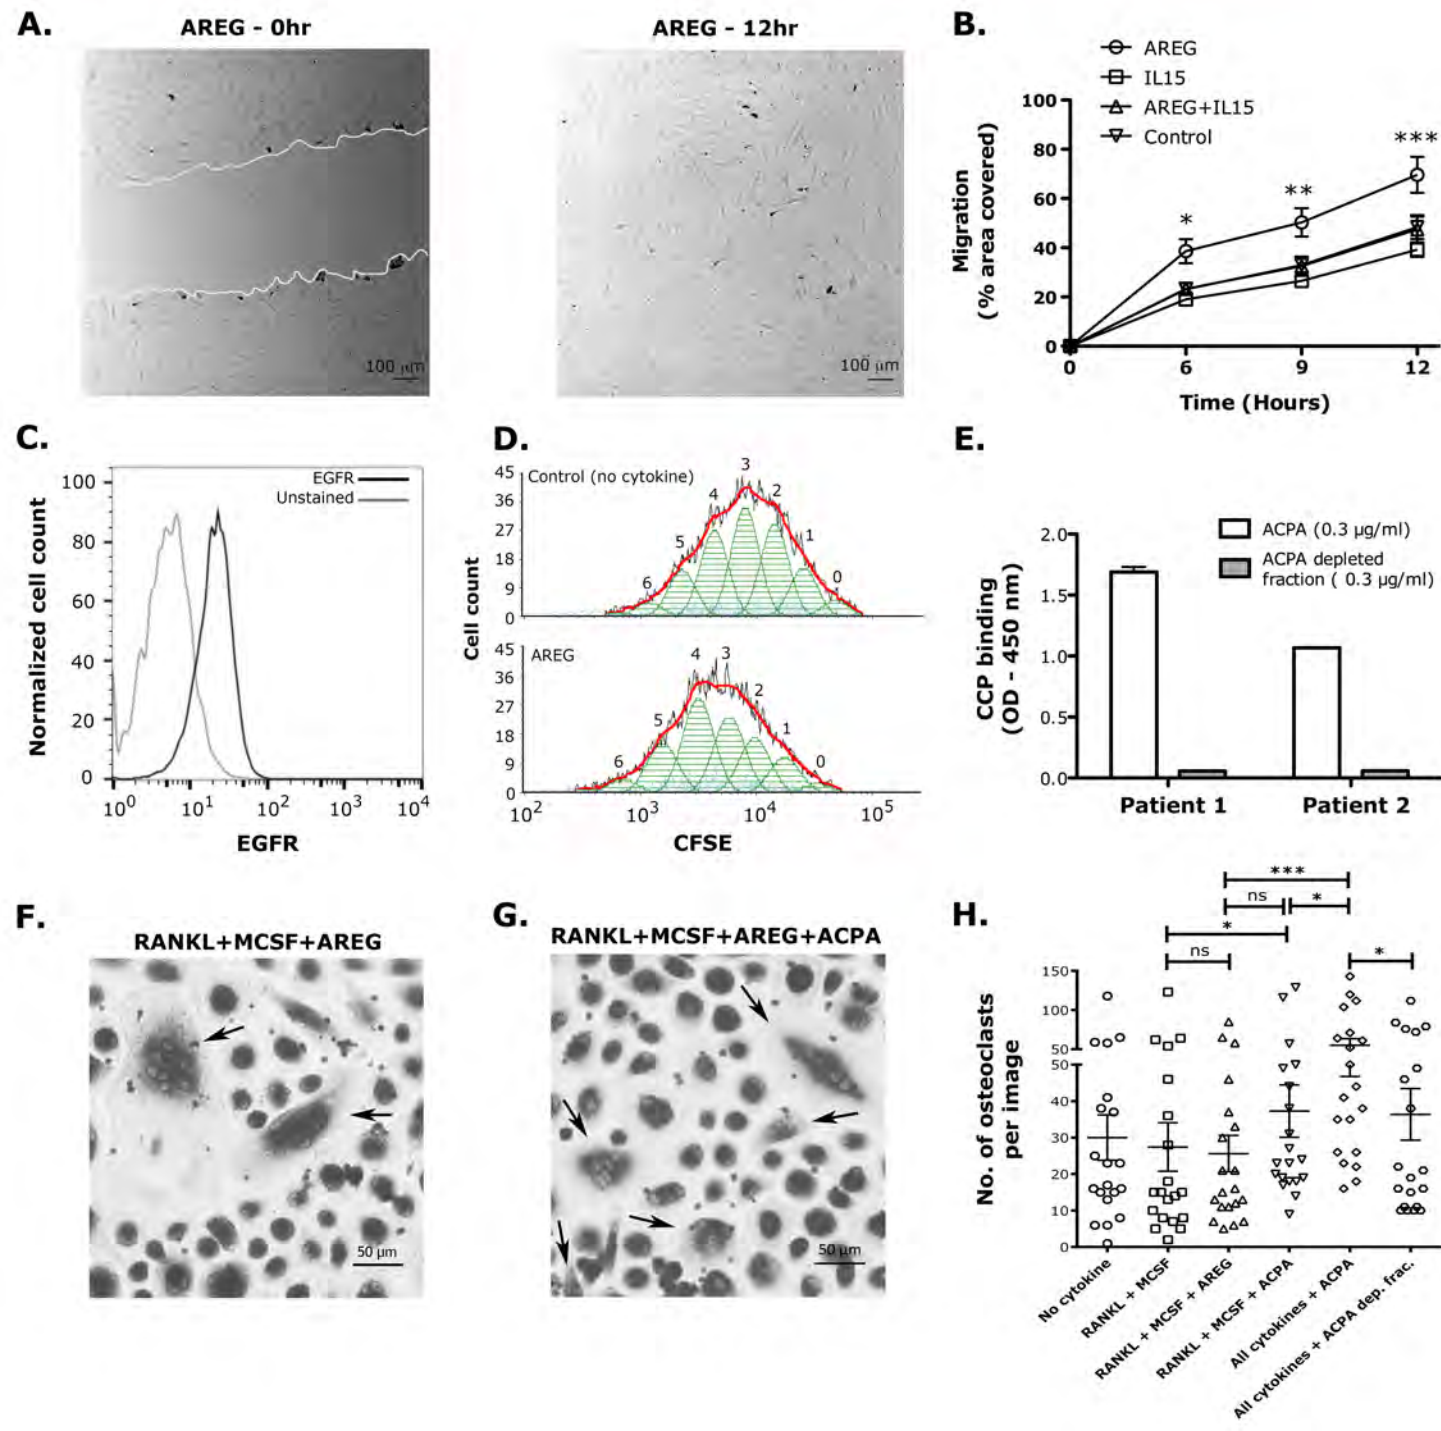 A.
AREG - 0hr
AREG - 12hr
100 µm
100 µm
B.
AREG
IL15
AREG+IL15
Control
Migration
(% area covered)
100
80
60
40
20
0
*
**
***
0 6 9 12
Time (Hours)
C.
Normalized cell count
100
80
60
40
20
0
EGFR
Unstained
10⁰ 10¹ 10² 10³ 10⁴
EGFR
D.
Cell count
Control (no cytokine)
45
36
27
18
9
0
6 5 4 3 2 1 0
AREG
45
36
27
18
9
0
6 5 4 3 2 1 0
10² 10³ 10⁴ 10⁵
CFSE
E.
CCP binding
(OD - 450 nm)
2.0
1.5
1.0
0.5
0.0
ACPA (0.3 µg/ml)
ACPA depleted
fraction ( 0.3 µg/ml)
Patient 1 Patient 2
F.
RANKL+MCSF+AREG
50 µm
G.
RANKL+MCSF+AREG+ACPA
50 µm
H.
No. of osteoclasts
per image
***
ns *
*
ns *
150
100
50
50
40
30
20
10
0
No cytokine
RANKL + MCSF
RANKL + MCSF + AREG
RANKL + MCSF + ACPA
All cytokines + ACPA
All cytokines + ACPA dep. frac.